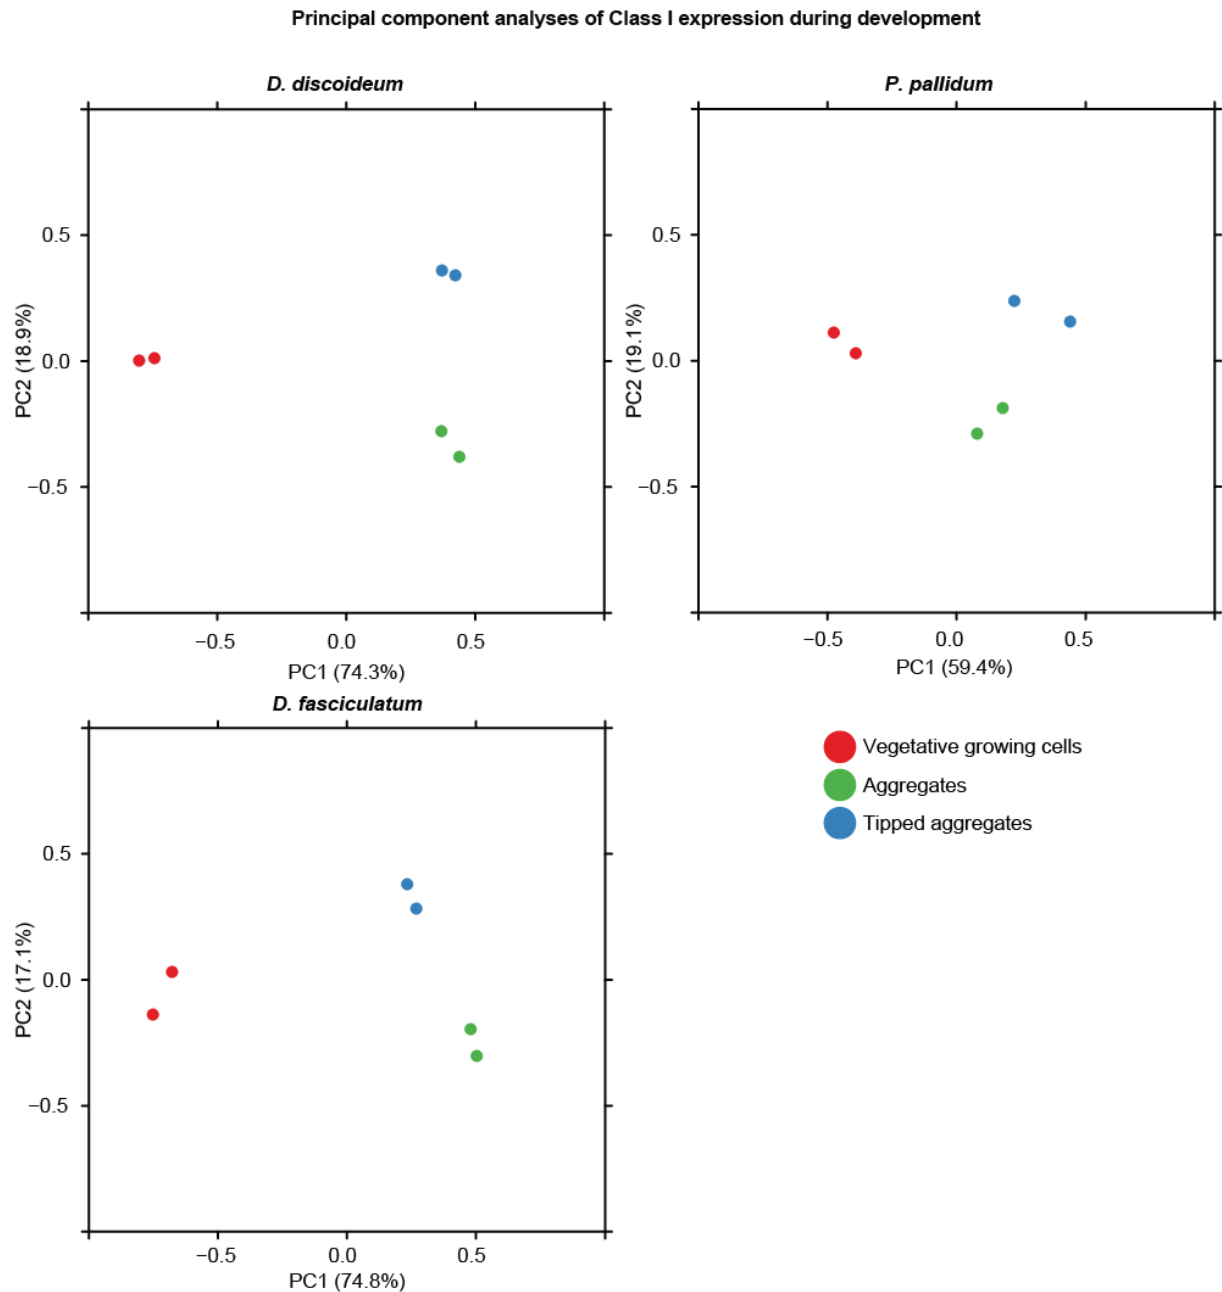 Principal component analyses of Class I expression during development
D. discoideum
PC2 (18.9%)
0.5
0.0
−0.5
−0.5
0.0
0.5
PC1 (74.3%)
P. pallidum
PC2 (19.1%)
0.5
0.0
−0.5
−0.5
0.0
0.5
PC1 (59.4%)
D. fasciculatum
PC2 (17.1%)
0.5
0.0
−0.5
−0.5
0.0
0.5
PC1 (74.8%)
Vegetative growing cells
Aggregates
Tipped aggregates